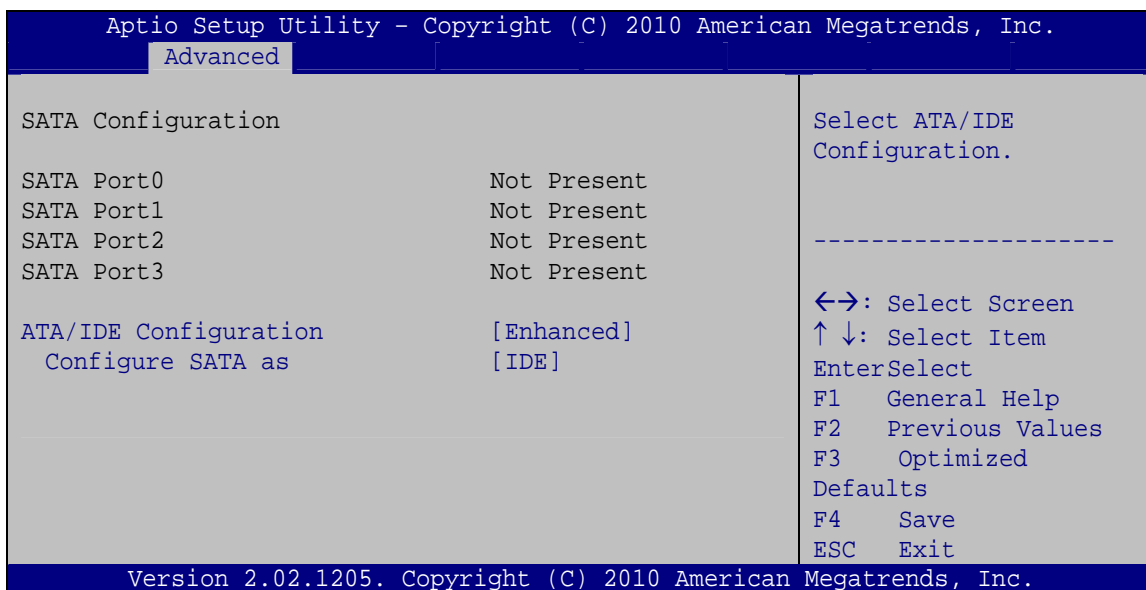 Aptio Setup Utility – Copyright (C) 2010 American Megatrends, Inc.
Advanced
SATA Configuration
SATA Port0 Not Present
SATA Port1 Not Present
SATA Port2 Not Present
SATA Port3 Not Present
ATA/IDE Configuration [Enhanced]
Configure SATA as [IDE]
Select ATA/IDE
Configuration.
---------------------
←→: Select Screen
↑ ↓: Select Item
EnterSelect
F1 General Help
F2 Previous Values
F3 Optimized
Defaults
F4 Save
ESC Exit
Version 2.02.1205. Copyright (C) 2010 American Megatrends, Inc.